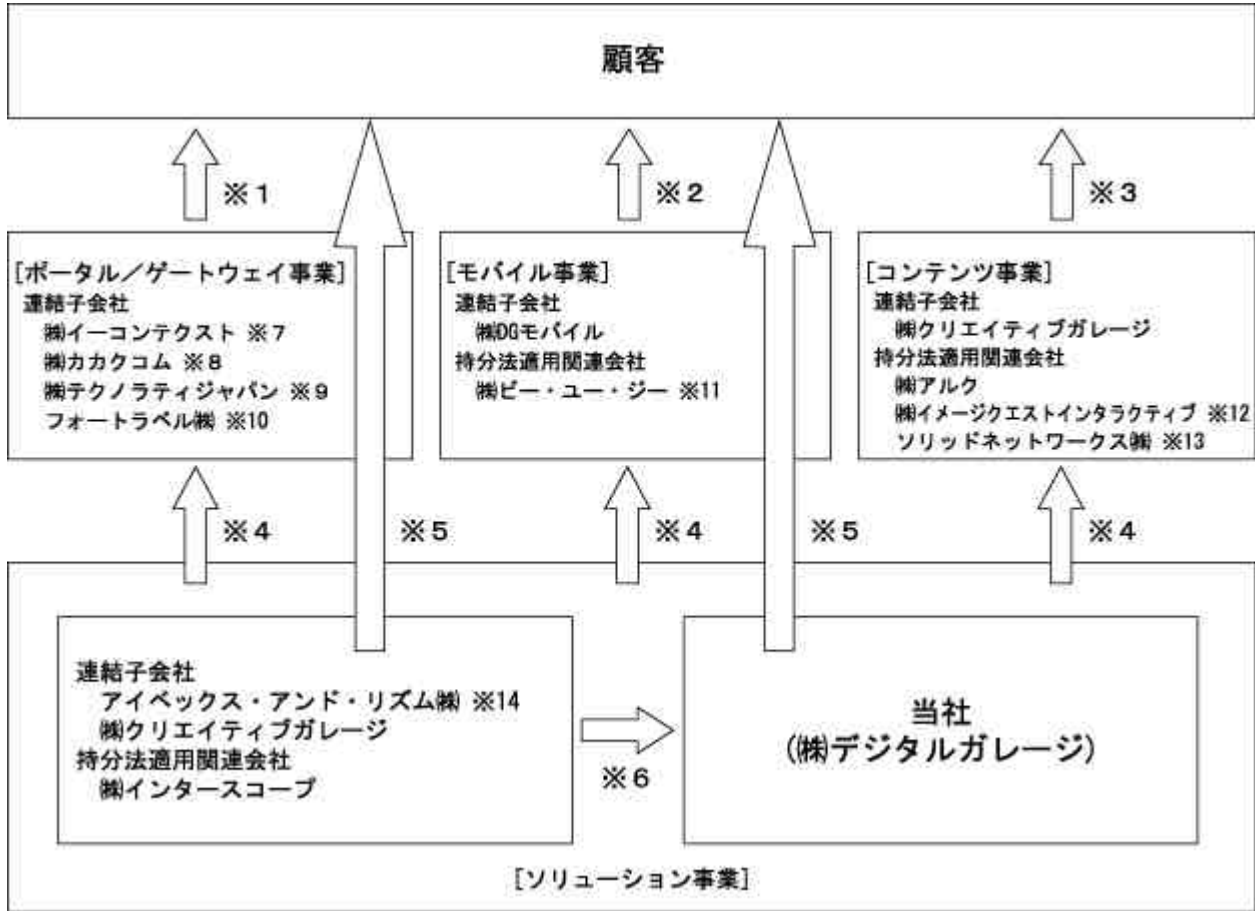 顧客
※1
※2
※3
[ポータル／ゲートウェイ事業]
連結子会社
㈱イーコンテクスト ※7
㈱カカクコム ※8
㈱テクノラティジャパン ※9
フォートラベル㈱ ※10
[モバイル事業]
連結子会社
㈱DGモバイル
持分法適用関連会社
㈱ビー・ユー・ジー ※11
[コンテンツ事業]
連結子会社
㈱クリエイティブガレージ
持分法適用関連会社
㈱アルク
㈱イメージクエストインタラクティブ ※12
ソリッドネットワークス㈱ ※13
※4
※5
※4
※5
※4
連結子会社
アイベックス・アンド・リズム㈱ ※14
㈱クリエイティブガレージ
持分法適用関連会社
㈱インタースコープ
※6
当社
(㈱デジタルガレージ)
[ソリューション事業]